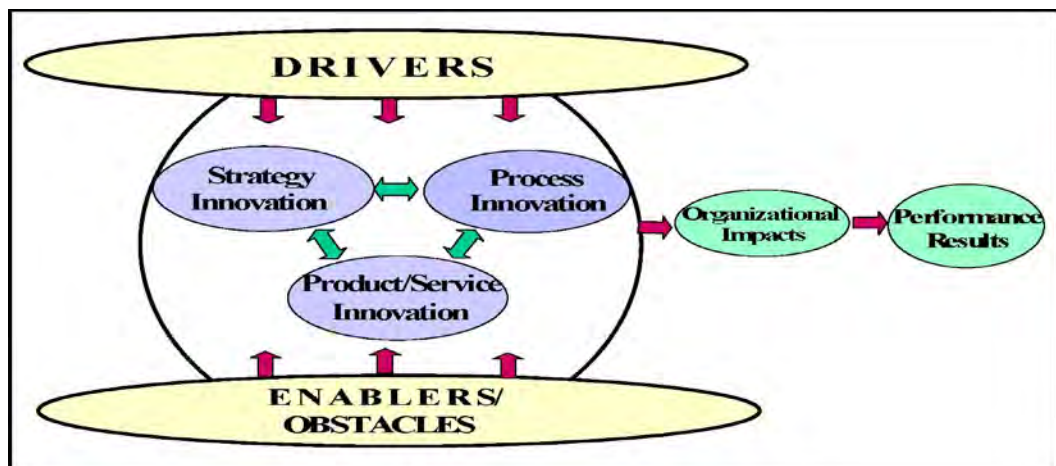 DRIVERS
Strategy
Innovation
Process
Innovation
Product/Service
Innovation
Organizational
Impacts
Performance
Results
ENABLERS/
OBSTACLES